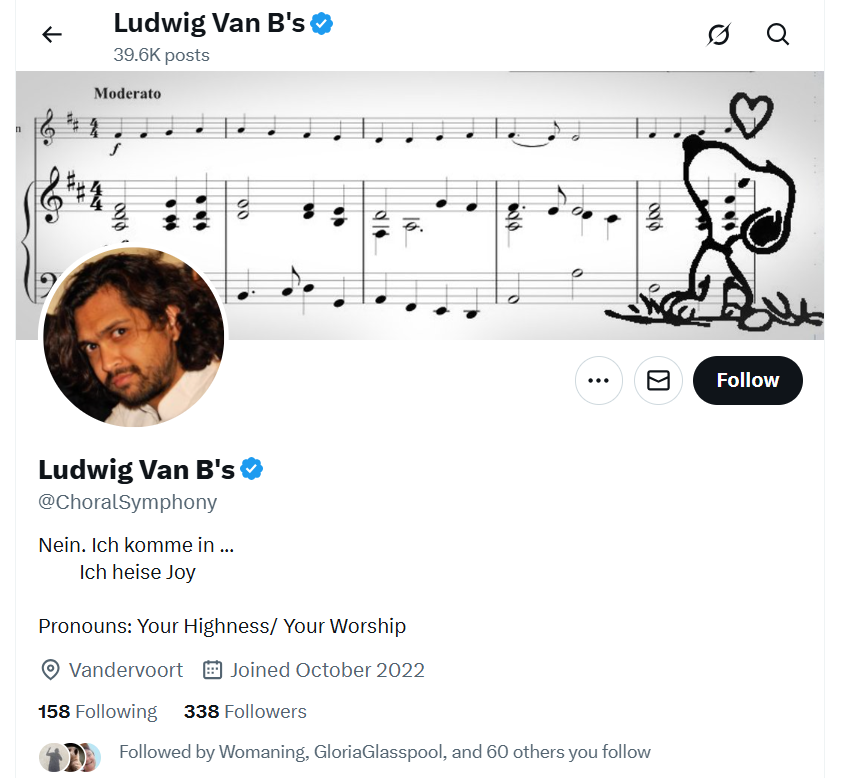 Ludwig Van B's
39.6K posts
Moderato
n
f
Ludwig Van B's
@ChoralSymphony
Nein. Ich komme in ...
Ich heise Joy
Pronouns: Your Highness/ Your Worship
Vandervoort Joined October 2022
158 Following 338 Followers
Followed by Womaning, GloriaGlasspool, and 60 others you follow
Follow